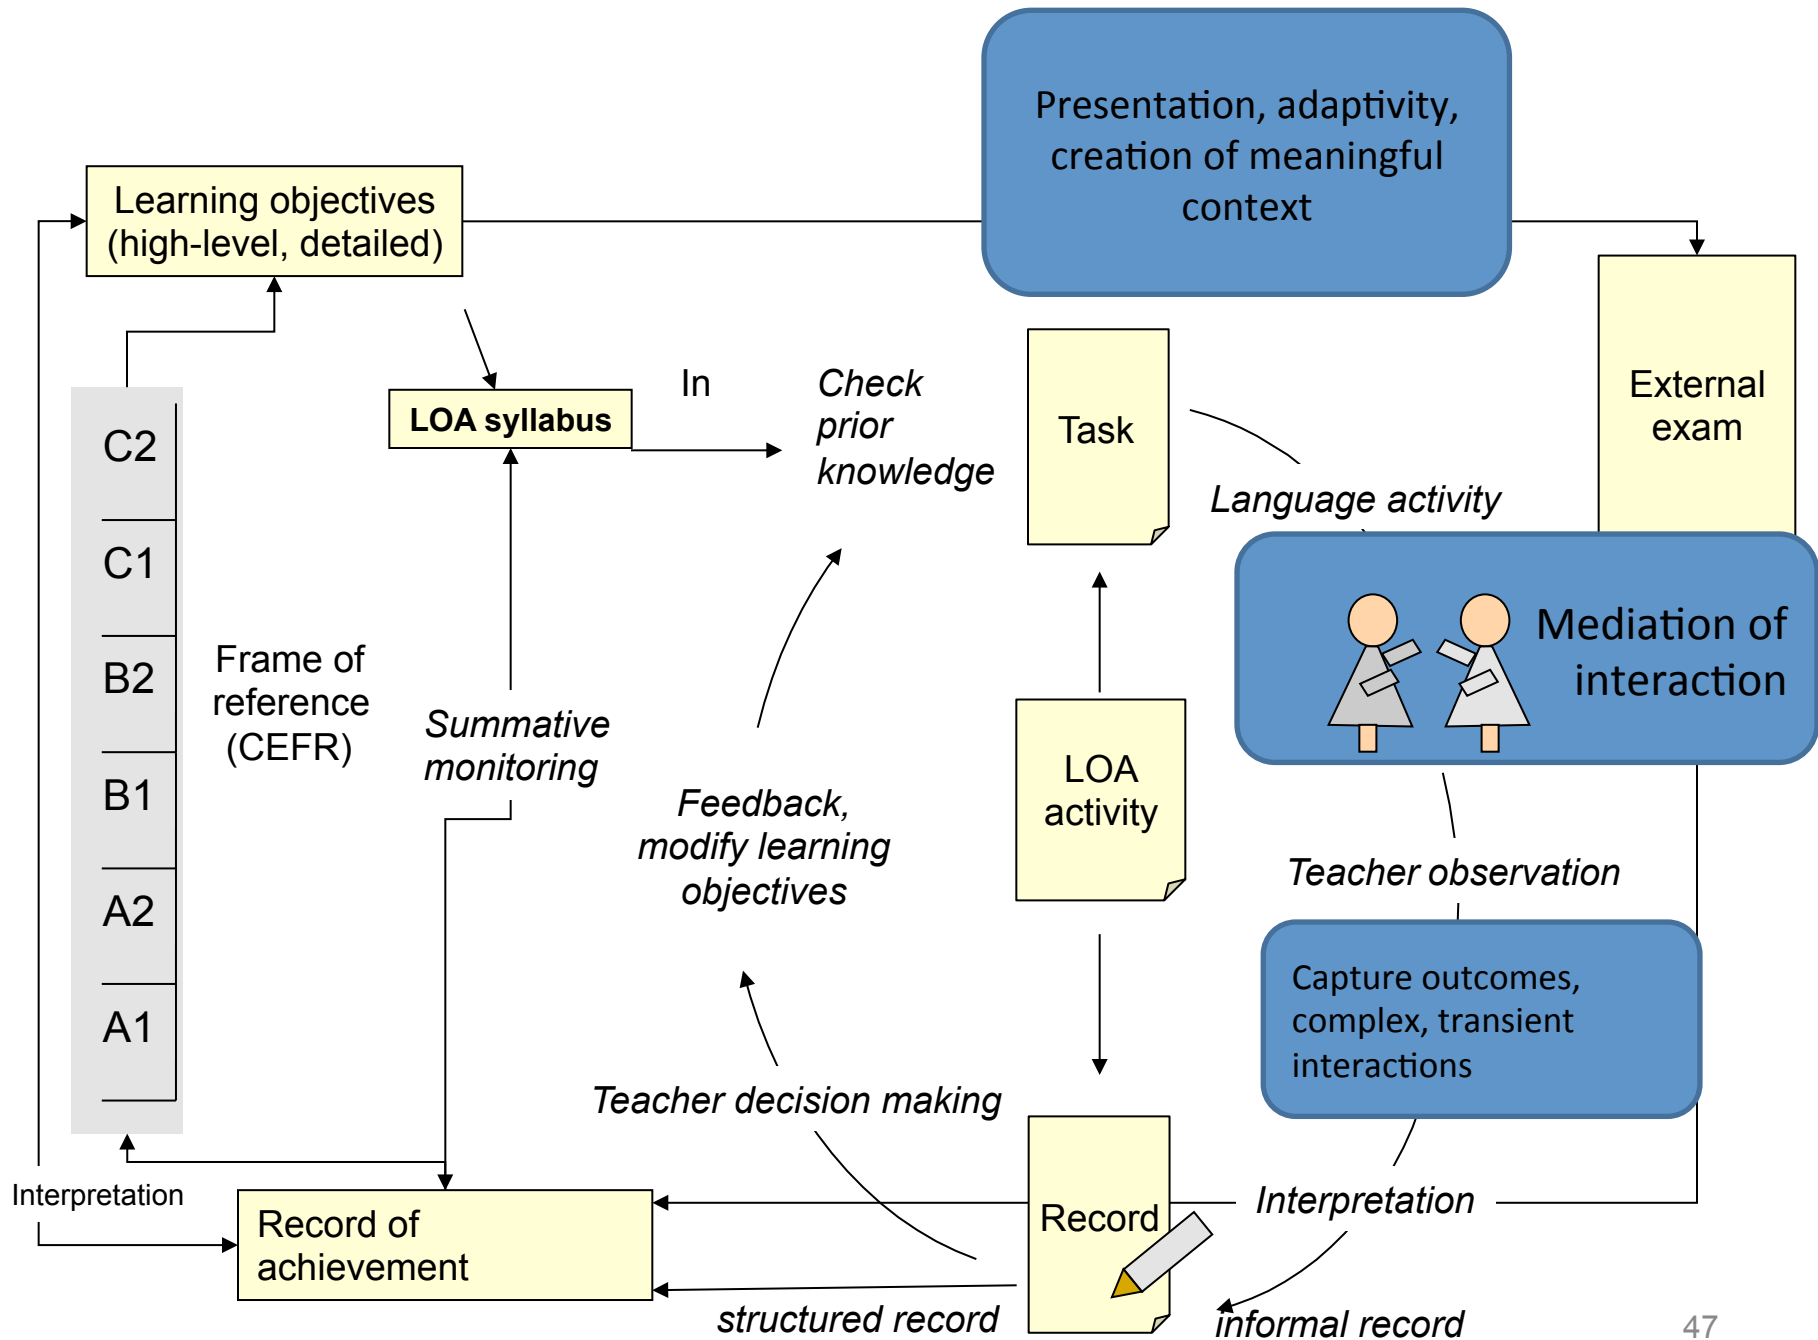 Presentation, adaptivity,
creation of meaningful
context
Learning objectives
(high-level, detailed)
LOA syllabus
In
Check
prior
knowledge
Task
External
exam
Language activity
C2
C1
B2
B1
A2
A1
Frame of
reference
(CEFR)
Summative
monitoring
Feedback,
modify learning
objectives
LOA
activity
Mediation of
interaction
Teacher observation
Capture outcomes,
complex, transient
interactions
Teacher decision making
Interpretation
Record of
achievement
Record
Interpretation
structured record
informal record
47